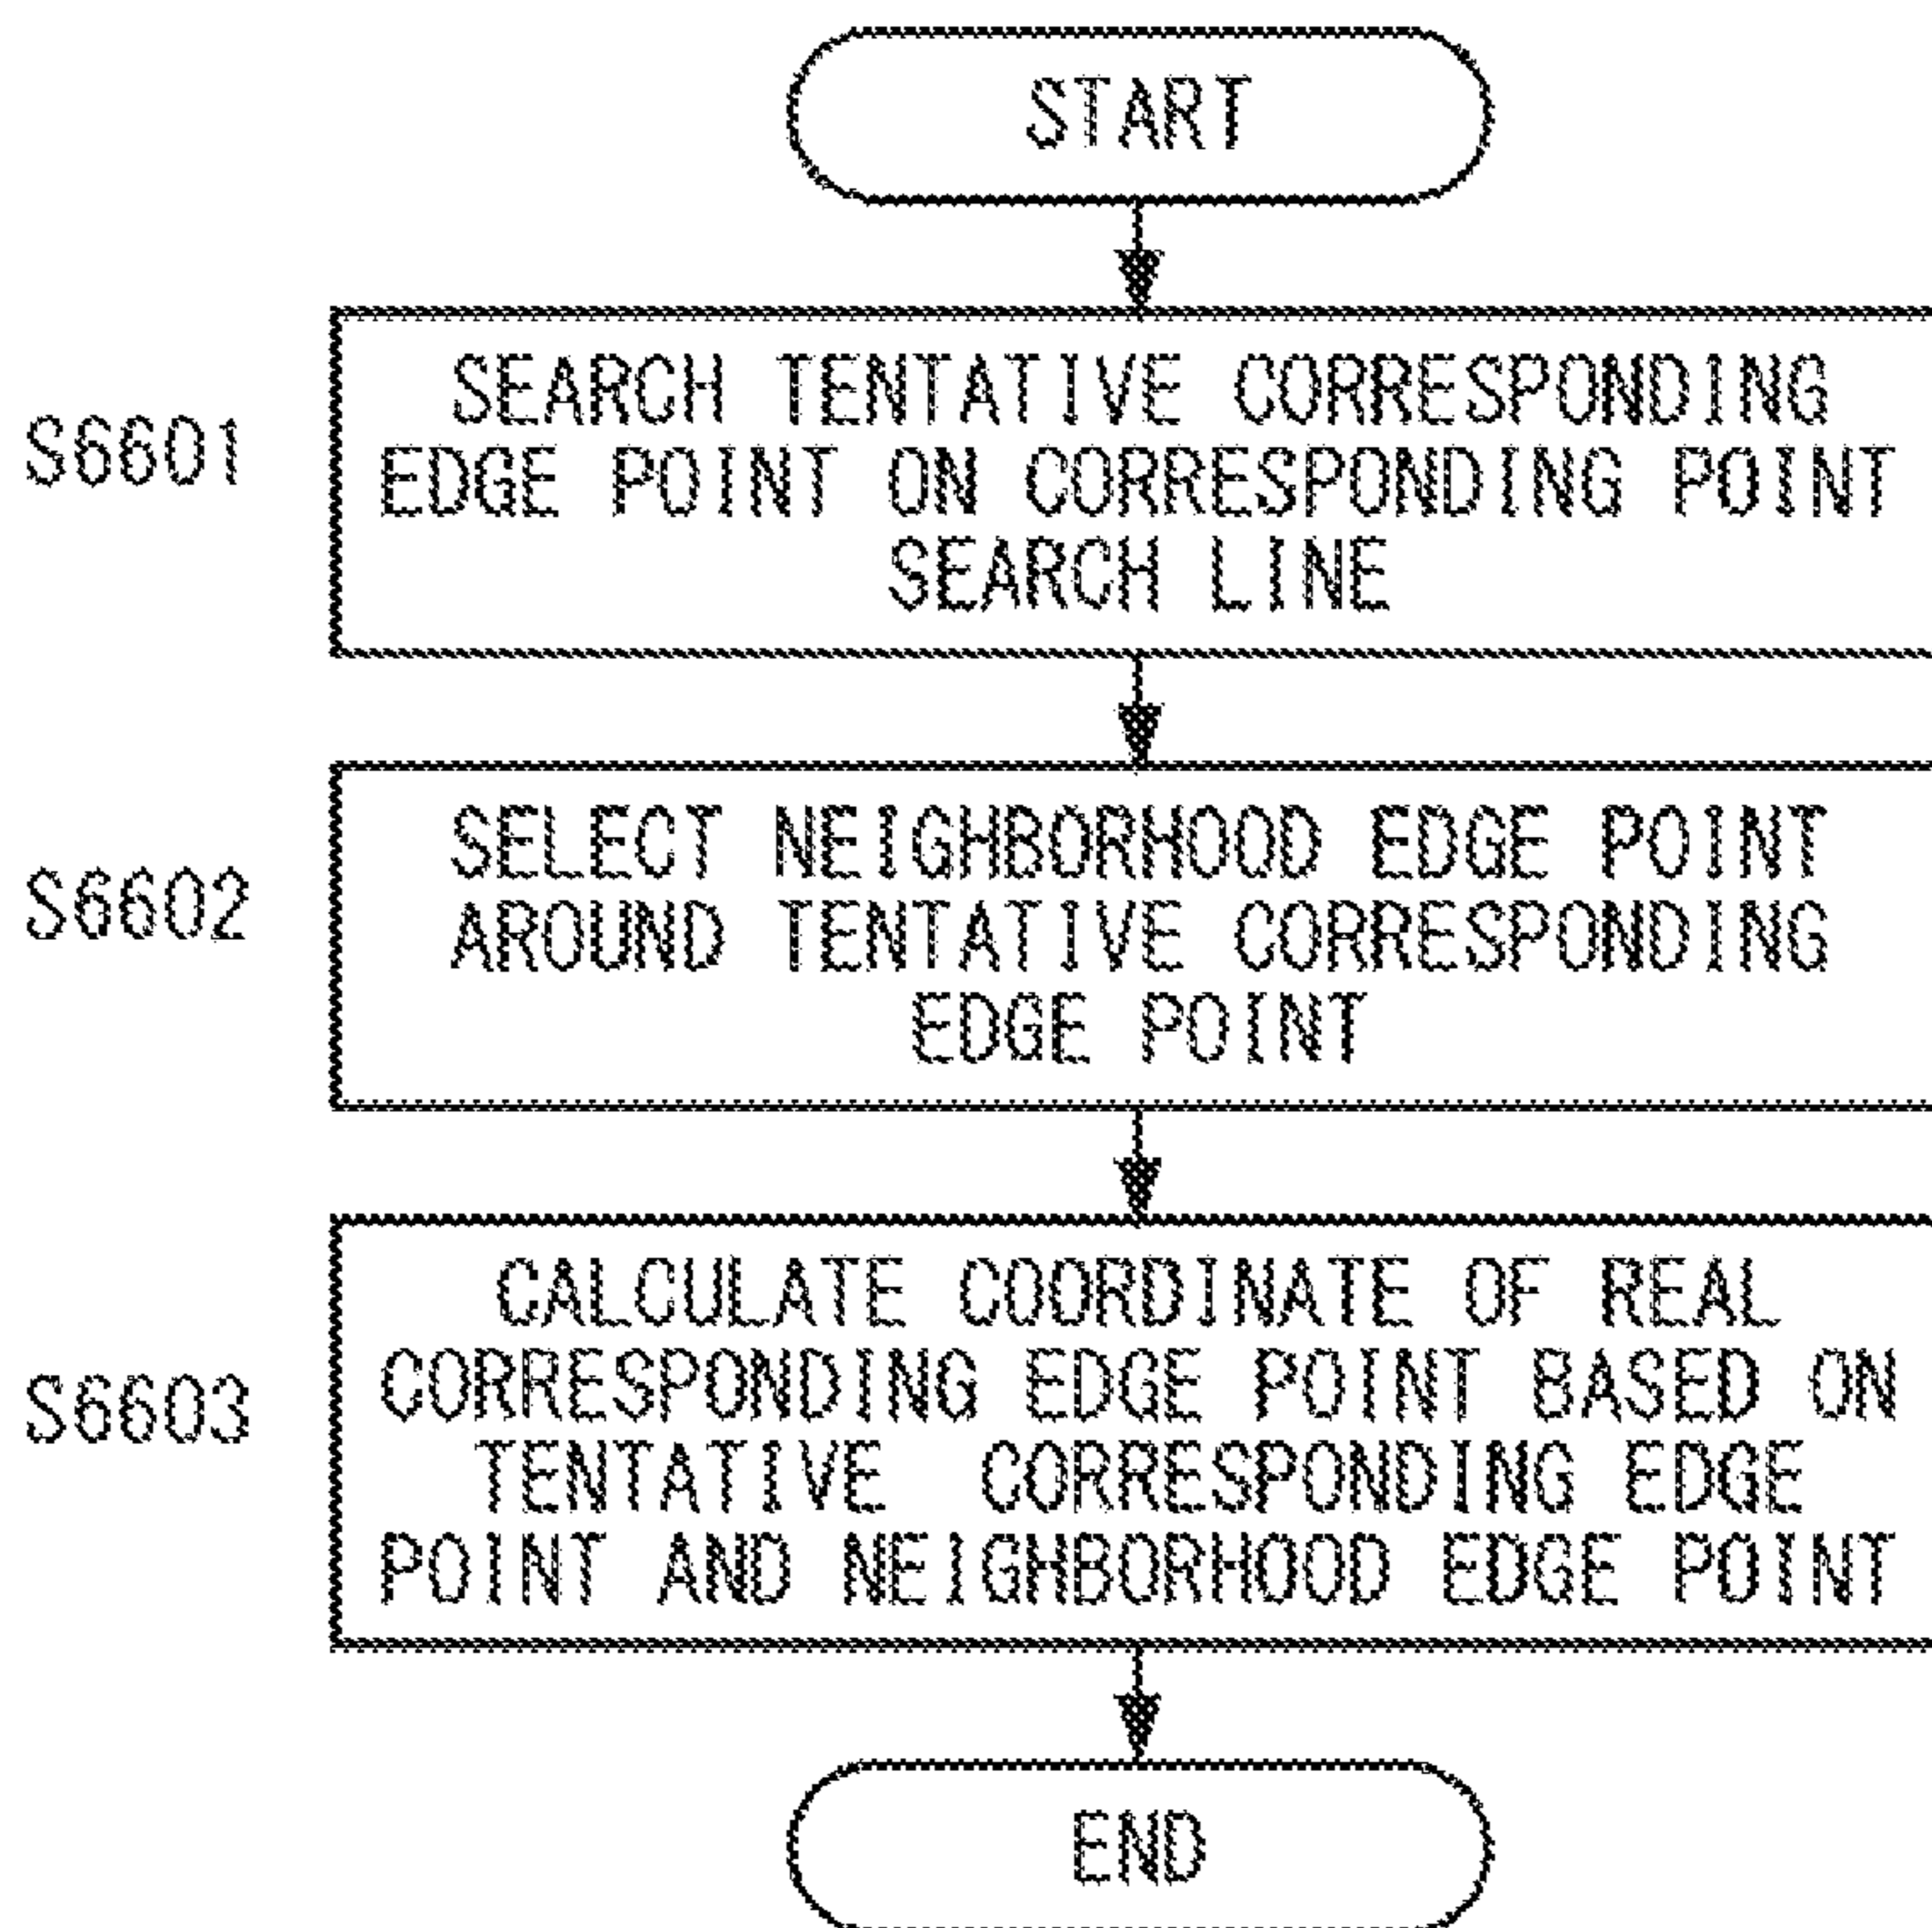 START
S6601
SEARCH TENTATIVE CORRESPONDING
EDGE POINT ON CORRESPONDING POINT
SEARCH LINE
S6602
SELECT NEIGHBORHOOD EDGE POINT
AROUND TENTATIVE CORRESPONDING
EDGE POINT
S6603
CALCULATE COORDINATE OF REAL
CORRESPONDING EDGE POINT BASED ON
TENTATIVE CORRESPONDING EDGE
POINT AND NEIGHBORHOOD EDGE POINT
END